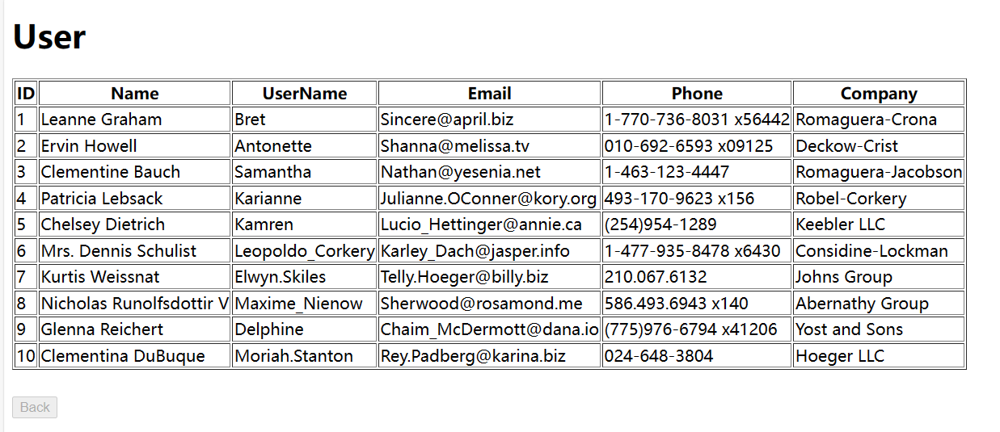 User
ID Name UserName Email Phone Company
1 Leanne Graham Bret Sincere@april.biz 1-770-736-8031 x56442 Romaguera-Crona
2 Ervin Howell Antonette Shanna@melissa.tv 010-692-6593 x09125 Deckow-Crist
3 Clementine Bauch Samantha Nathan@yesenia.net 1-463-123-4447 Romaguera-Jacobson
4 Patricia Lebsack Karianne Julianne.OConner@kory.org 493-170-9623 x156 Robel-Corkery
5 Chelsey Dietrich Kamren Lucio_Hettinger@annie.ca (254)954-1289 Keebler LLC
6 Mrs. Dennis Schulist Leopoldo_Corkery Karley_Dach@jasper.info 1-477-935-8478 x6430 Considine-Lockman
7 Kurtis Weissnat Elwyn.Skiles Telly.Hoeger@billy.biz 210.067.6132 Johns Group
8 Nicholas Runolfsdottir V Maxime_Nienow Sherwood@rosamond.me 586.493.6943 x140 Abernathy Group
9 Glenna Reichert Delphine Chaim_McDermott@dana.io (775)976-6794 x41206 Yost and Sons
10 Clementina DuBuque Moriah.Stanton Rey.Padberg@karina.biz 024-648-3804 Hoeger LLC
Back